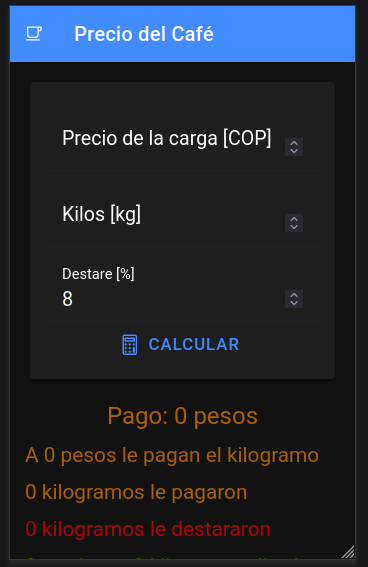 Precio del Café
Precio de la carga [COP]
Kilos [kg]
Destare [%]
8
CALCULAR
Pago: 0 pesos
A 0 pesos le pagan el kilogramo
0 kilogramos le pagaron
0 kilogramos le destararon